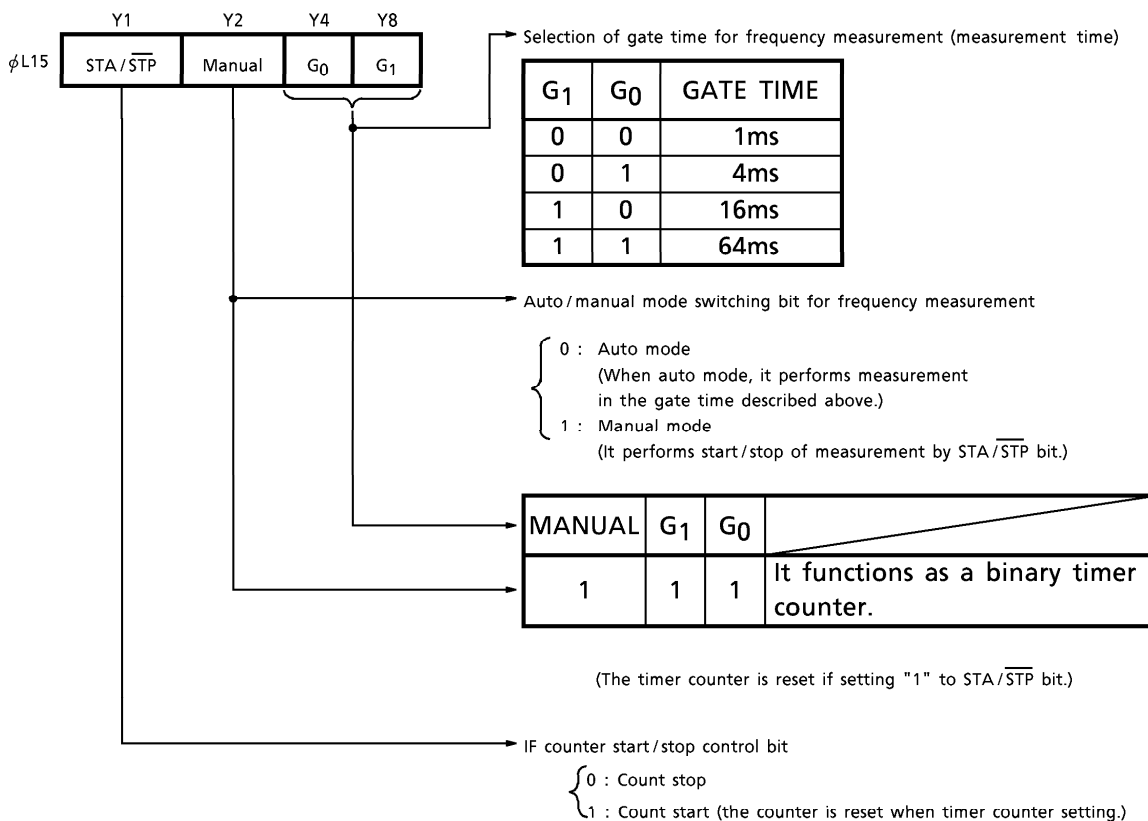 Y1 Y2 Y4 Y8
φL15 STA/S̅T̅P̅ Manual G₀ G₁
Selection of gate time for frequency measurement (measurement time)
G₁ G₀ GATE TIME
0 0 1ms
0 1 4ms
1 0 16ms
1 1 64ms
Auto/manual mode switching bit for frequency measurement
0 : Auto mode
(When auto mode, it performs measurement
in the gate time described above.)
1 : Manual mode
(It performs start/stop of measurement by STA/S̅T̅P̅ bit.)
MANUAL G₁ G₀
1 1 1 It functions as a binary timer
counter.
(The timer counter is reset if setting "1" to STA/S̅T̅P̅ bit.)
IF counter start/stop control bit
0 : Count stop
1 : Count start (the counter is reset when timer counter setting.)